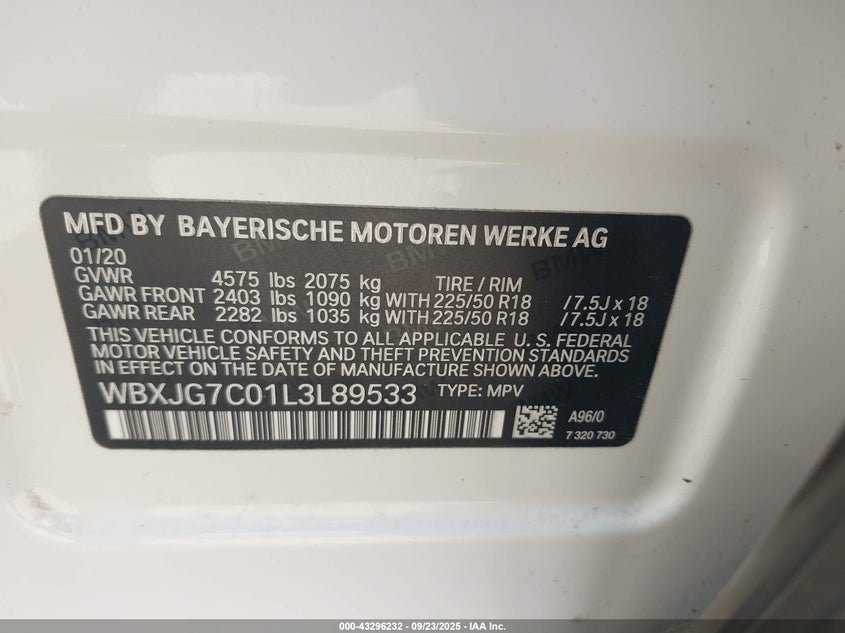 MFD BY BAYERISCHE MOTOREN WERKE AG
01/20
GVWR 4575 lbs 2075 kg TIRE / RIM
GAWR FRONT 2403 lbs 1090 kg WITH 225/50 R18 /7.5J x 18
GAWR REAR 2282 lbs 1035 kg WITH 225/50 R18 /7.5J x 18
THIS VEHICLE CONFORMS TO ALL APPLICABLE U. S. FEDERAL
MOTOR VEHICLE SAFETY AND THEFT PREVENTION STANDARDS
IN EFFECT ON THE DATE OF MANUFACTURE SHOWN ABOVE.
WBXJG7C01L3L89533 TYPE: MPV
A96/0
7 320 730
000-43296232 - 09/23/2025 - IAA Inc.